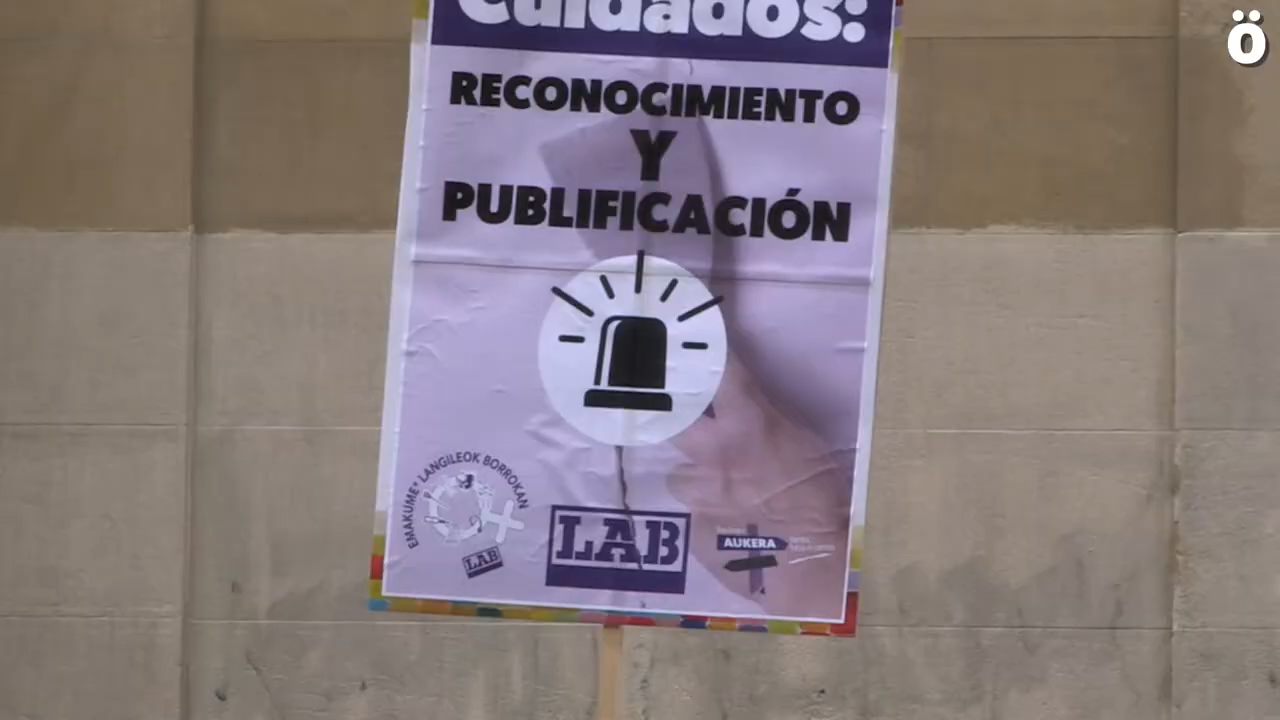 ö
Cuidados:
RECONOCIMIENTO
Y
PUBLIFICACIÓN
EMAKUME* LANGILEOK BORROKAN
LAB
LAB
AUKERA